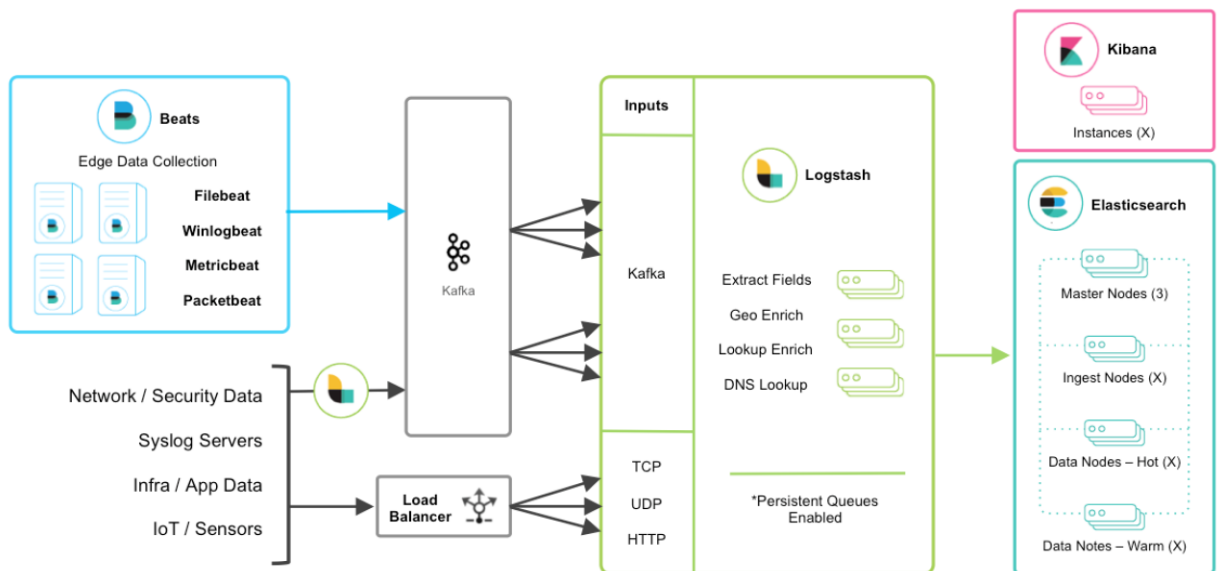 Beats
Edge Data Collection
Filebeat
Winlogbeat
Metricbeat
Packetbeat
Network / Security Data
Syslog Servers
Infra / App Data
IoT / Sensors
Kafka
Load
Balancer
Inputs
Kafka
TCP
UDP
HTTP
Logstash
Extract Fields
Geo Enrich
Lookup Enrich
DNS Lookup
*Persistent Queues
Enabled
Kibana
Instances (X)
Elasticsearch
Master Nodes (3)
Ingest Nodes (X)
Data Nodes – Hot (X)
Data Notes – Warm (X)